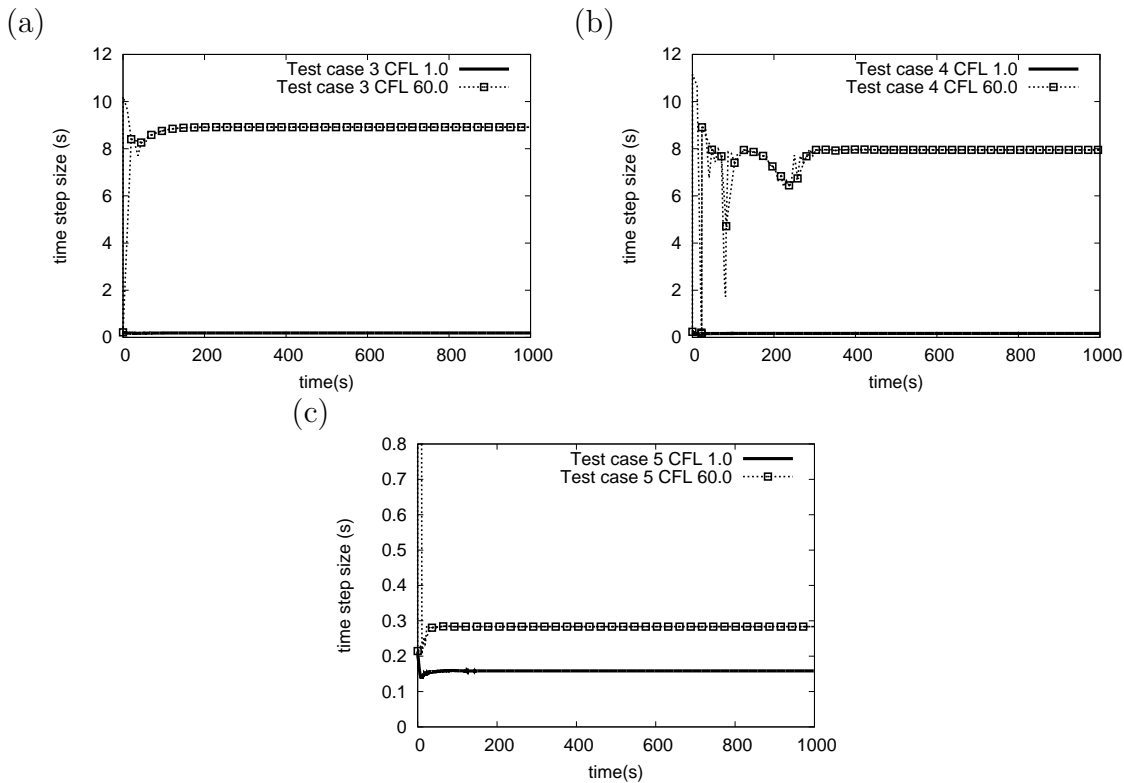 (a)
Test case 3 CFL 1.0
Test case 3 CFL 60.0
12
10
8
6
4
2
0
time step size (s)
0 200 400 600 800 1000
time(s)
(b)
Test case 4 CFL 1.0
Test case 4 CFL 60.0
12
10
8
6
4
2
0
time step size (s)
0 200 400 600 800 1000
time(s)
(c)
Test case 5 CFL 1.0
Test case 5 CFL 60.0
0.8
0.7
0.6
0.5
0.4
0.3
0.2
0.1
0
time step size (s)
0 200 400 600 800 1000
time(s)